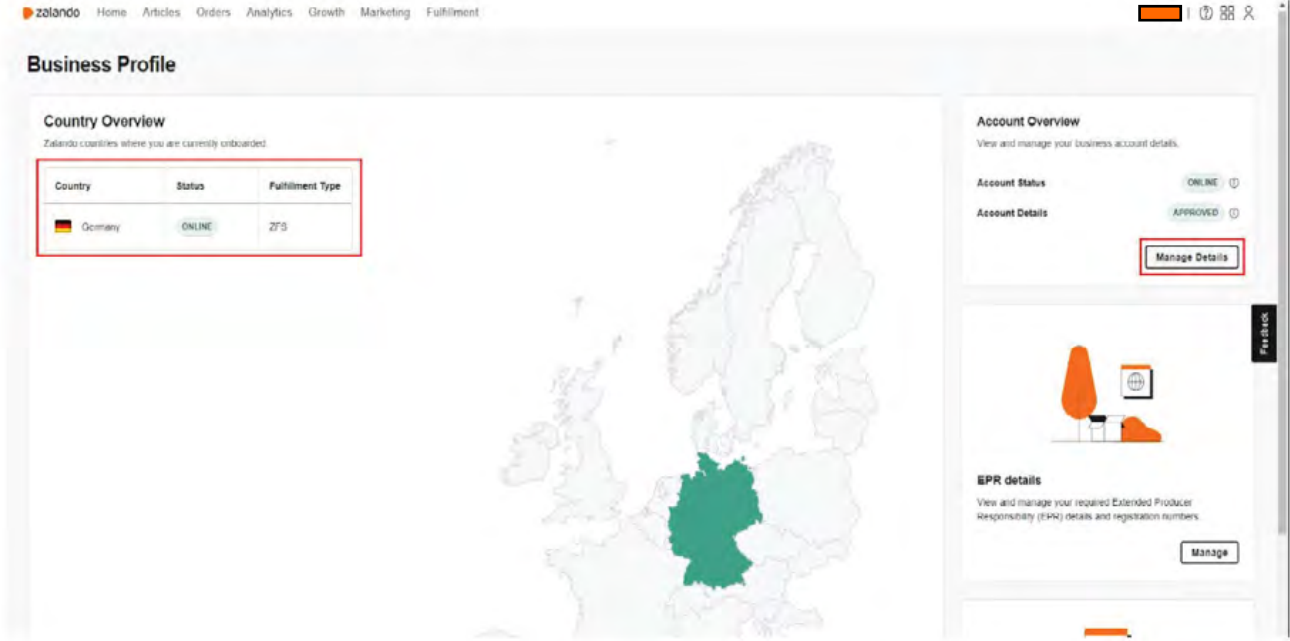 zalando Home Articles Orders Analytics Growth Marketing Fulfillment
Business Profile
Country Overview
Zalando countries where you are currently onboarded
Country Status Fulfillment Type
Germany ONLINE ZFS
Account Overview
View and manage your business account details.
Account Status ONLINE
Account Details APPROVED
Manage Details
Feedback
EPR details
View and manage your required Extended Producer
Responsibility (EPR) details and registration numbers.
Manage